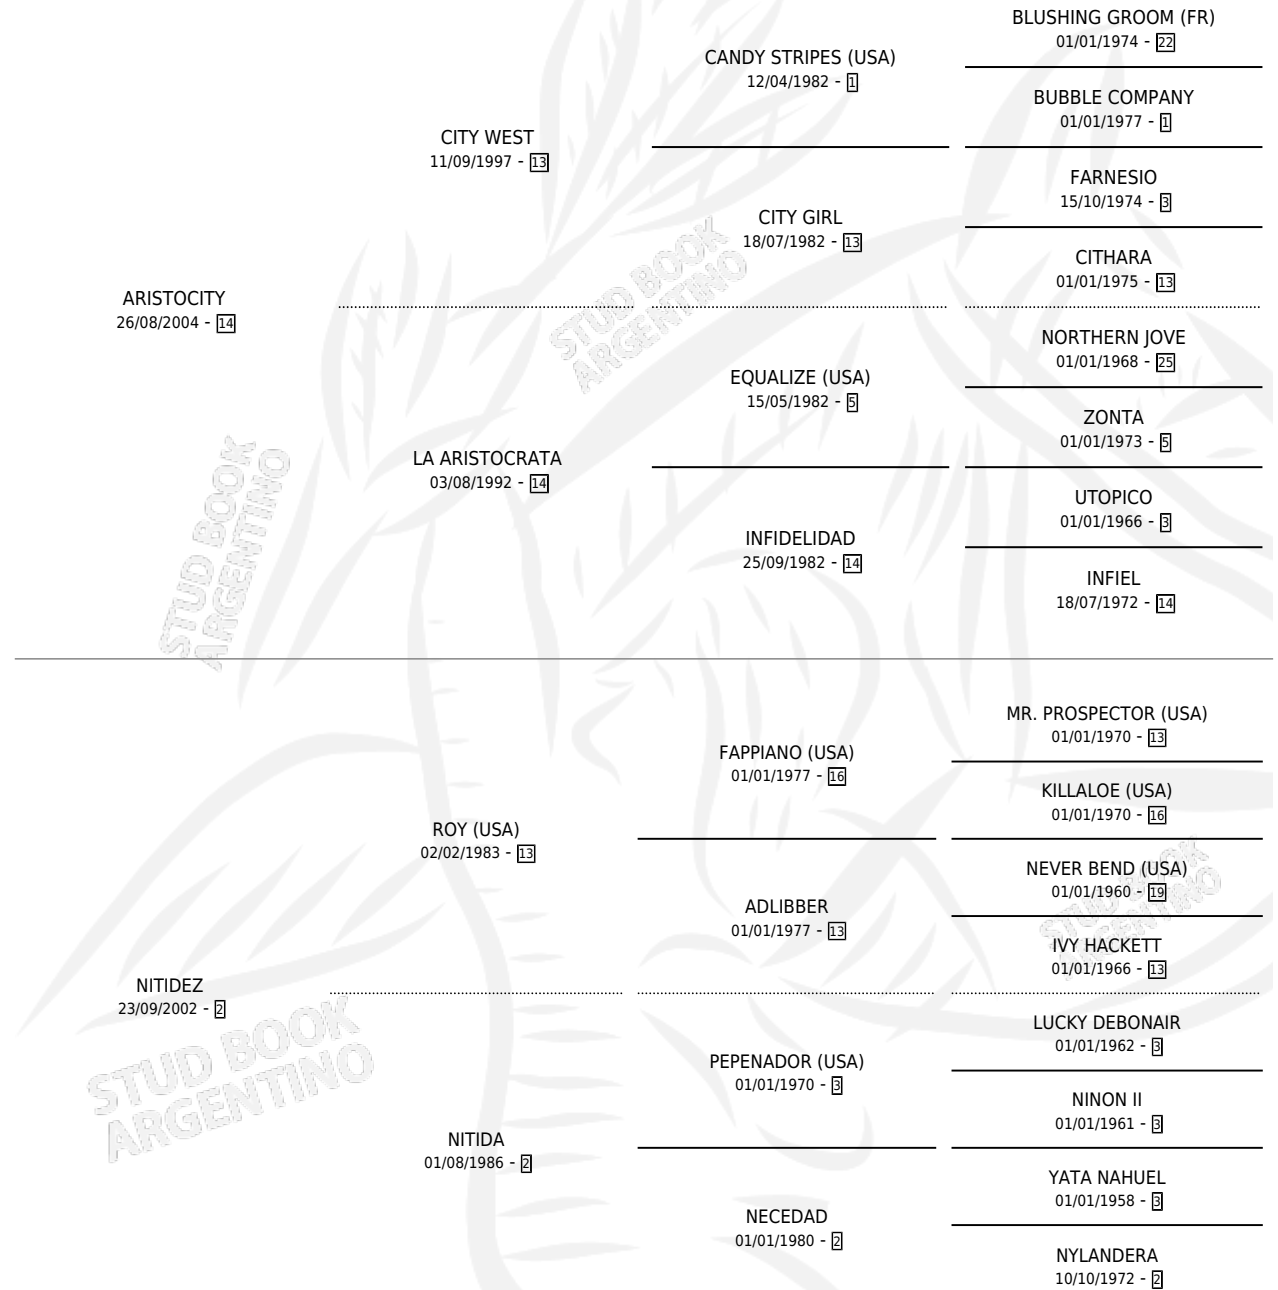 BLUSHING GROOM (FR)
01/01/1974 - 22
CANDY STRIPES (USA)
12/04/1982 - 1
BUBBLE COMPANY
01/01/1977 - 1
CITY WEST
11/09/1997 - 13
FARNESIO
15/10/1974 - 3
CITY GIRL
18/07/1982 - 13
CITHARA
01/01/1975 - 13
ARISTOCITY
26/08/2004 - 14
NORTHERN JOVE
01/01/1968 - 25
EQUALIZE (USA)
15/05/1982 - 5
ZONTA
01/01/1973 - 5
LA ARISTOCRATA
03/08/1992 - 14
UTOPICO
01/01/1966 - 3
INFIDELIDAD
25/09/1982 - 14
INFIEL
18/07/1972 - 14
STUD BOOK
ARGENTINO
STUD BOOK
ARGENTINO
MR. PROSPECTOR (USA)
01/01/1970 - 13
FAPPIANO (USA)
01/01/1977 - 16
KILLALOE (USA)
01/01/1970 - 16
ROY (USA)
02/02/1983 - 13
NEVER BEND (USA)
01/01/1960 - 19
ADLIBBER
01/01/1977 - 13
IVY HACKETT
01/01/1966 - 13
NITIDEZ
23/09/2002 - 2
LUCKY DEBONAIR
01/01/1962 - 3
PEPENADOR (USA)
01/01/1970 - 3
NINON II
01/01/1961 - 3
NITIDA
01/08/1986 - 2
YATA NAHUEL
01/01/1958 - 3
NECEDAD
01/01/1980 - 2
NYLANDERA
10/10/1972 - 2
STUD BOOK
ARGENTINO
STUD BOOK
ARGENTINO